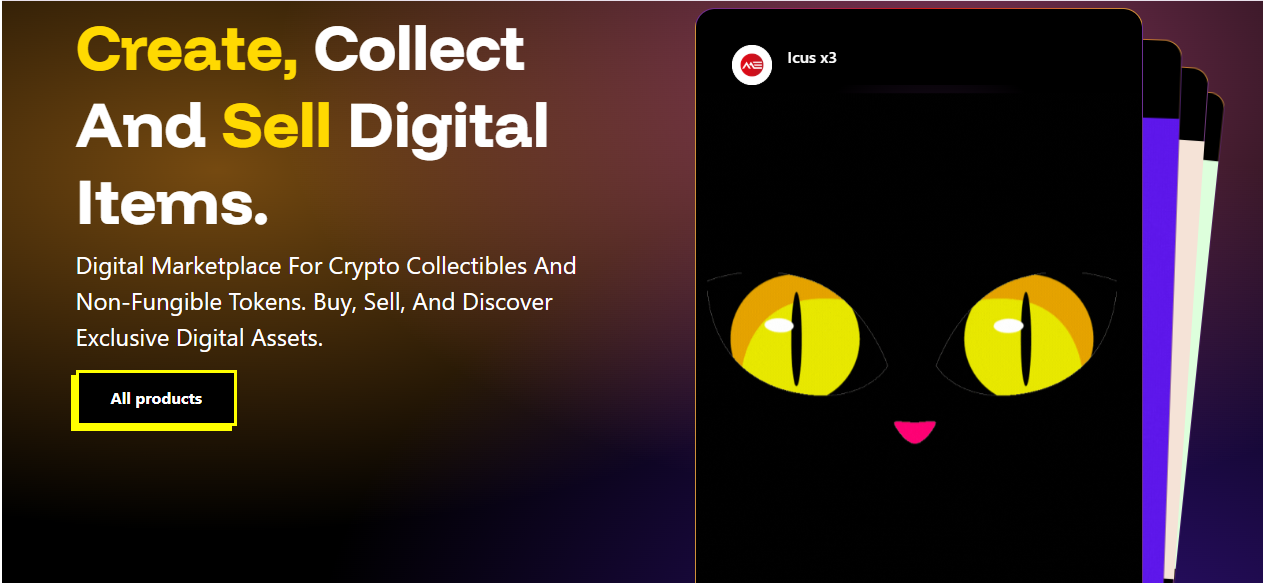 Create, Collect
And Sell Digital
Items.
Digital Marketplace For Crypto Collectibles And
Non-Fungible Tokens. Buy, Sell, And Discover
Exclusive Digital Assets.
All products
ME
Icus x3